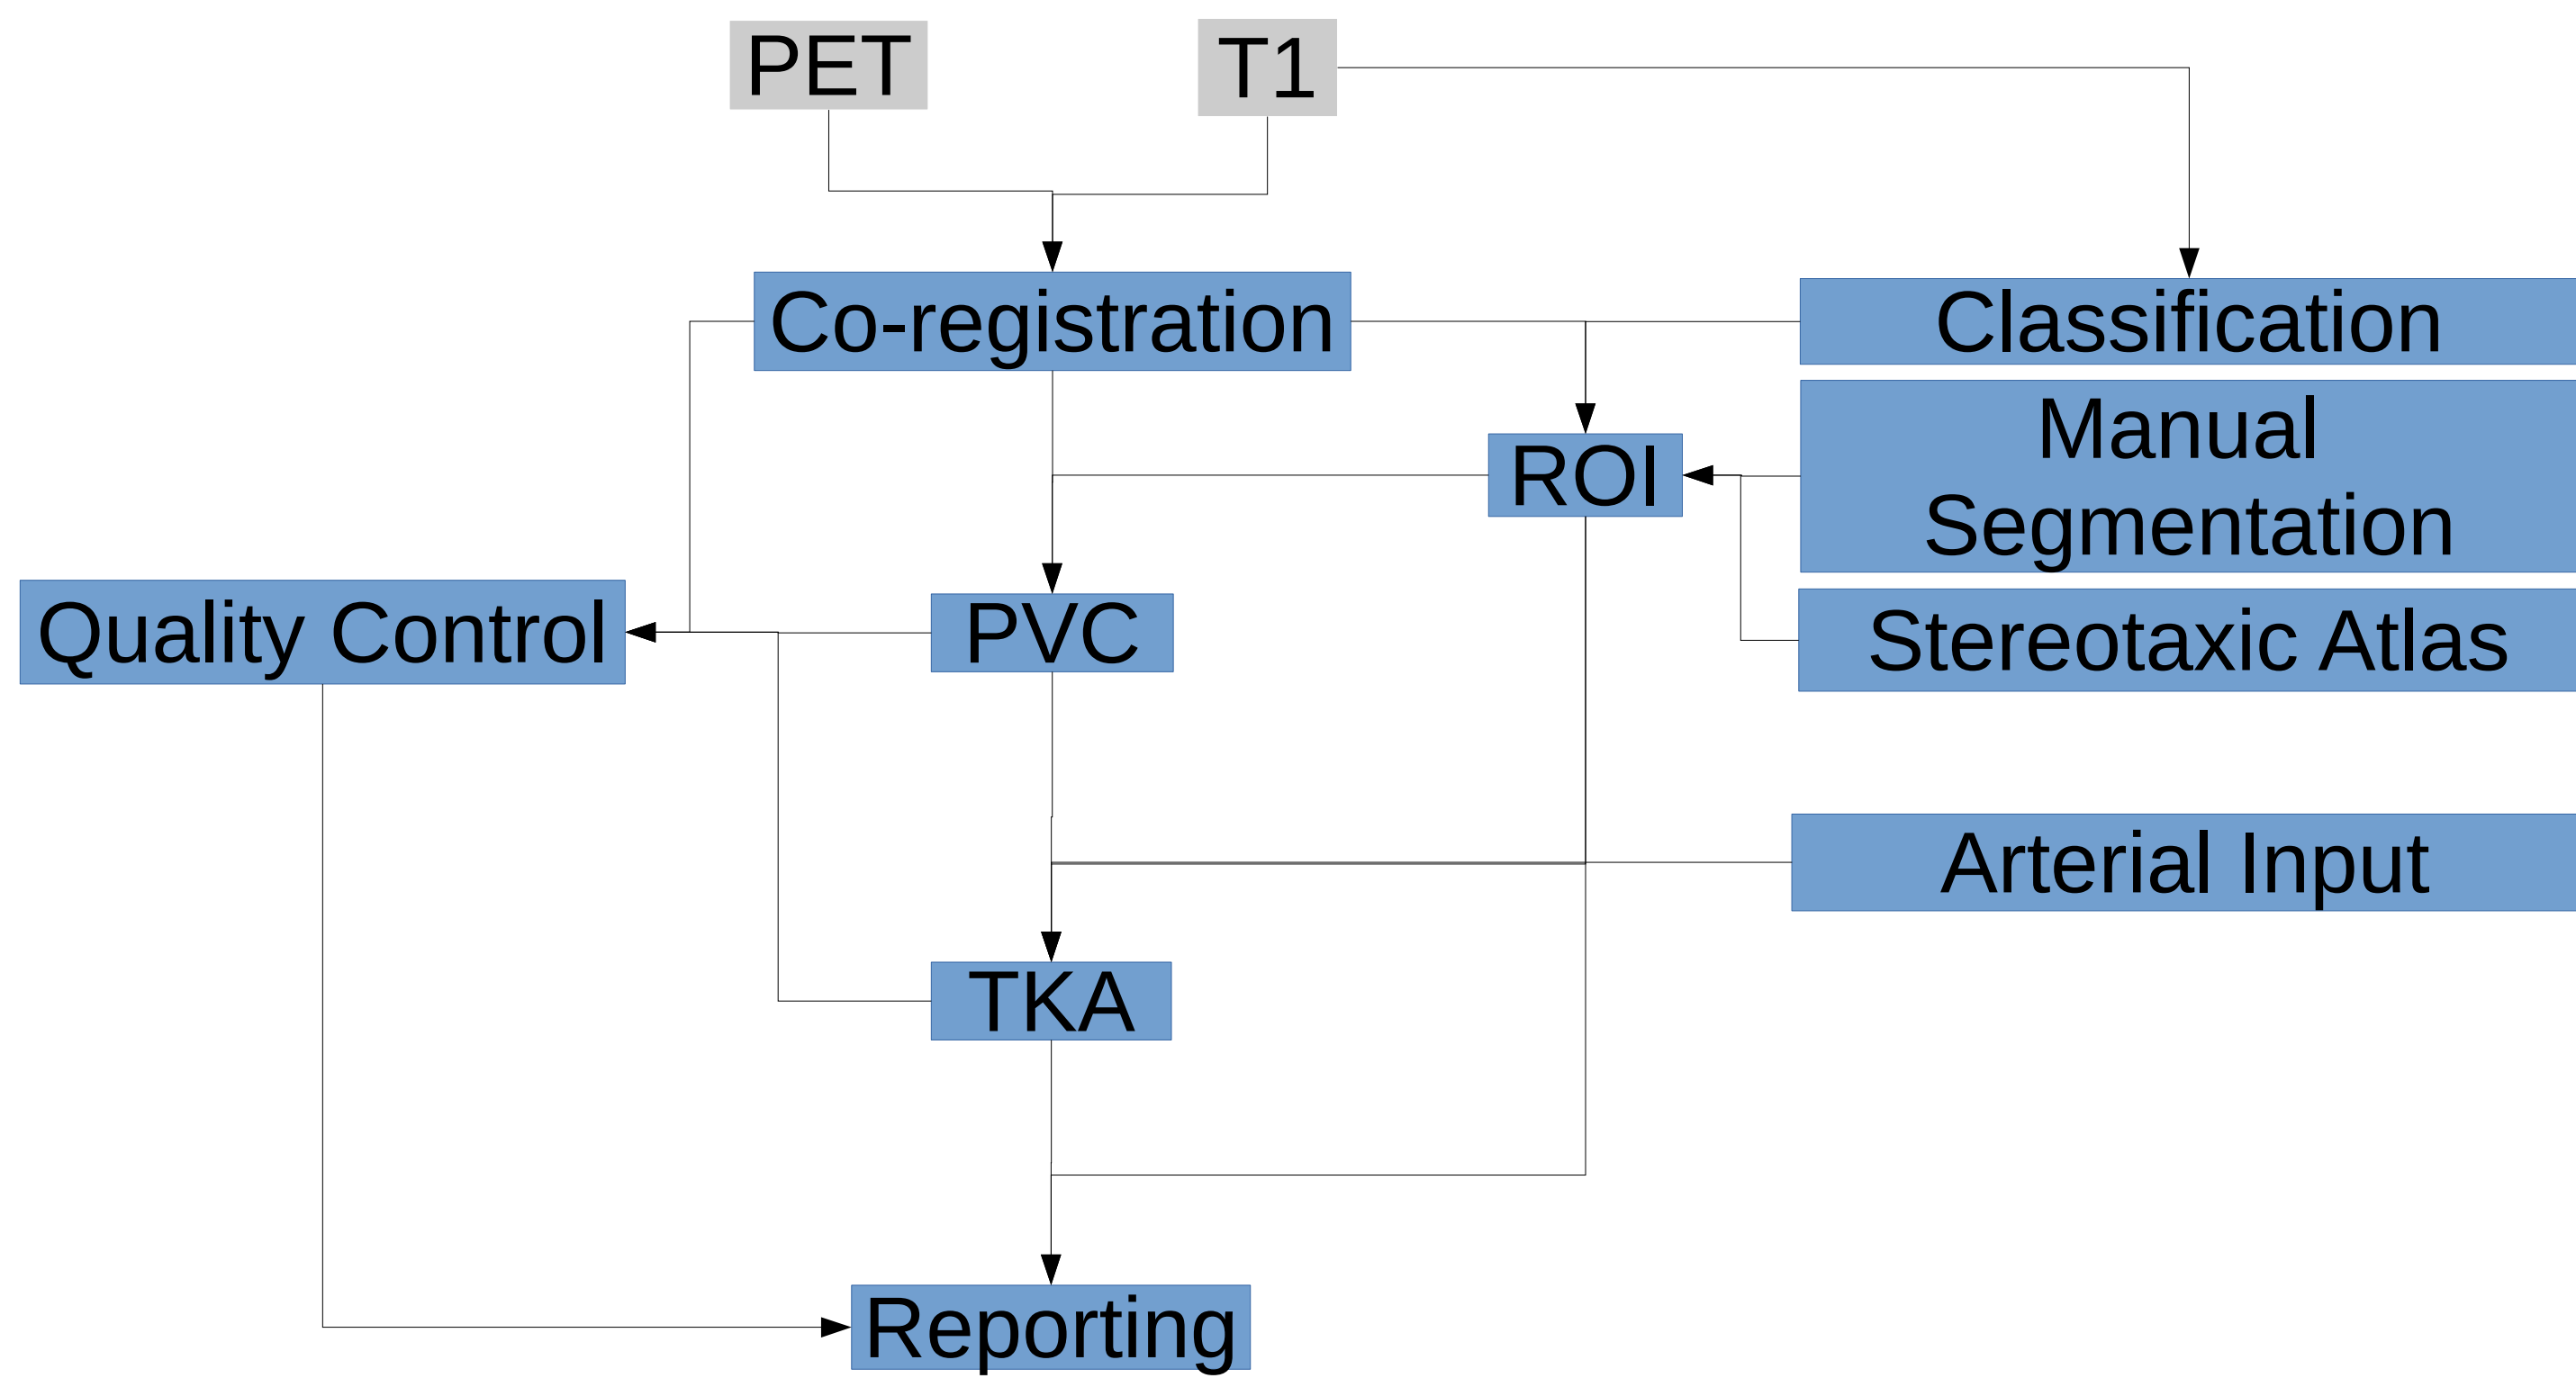 PET
T1
Co-registration
Classification
Manual
Segmentation
ROI
Quality Control
PVC
Stereotaxic Atlas
Arterial Input
TKA
Reporting